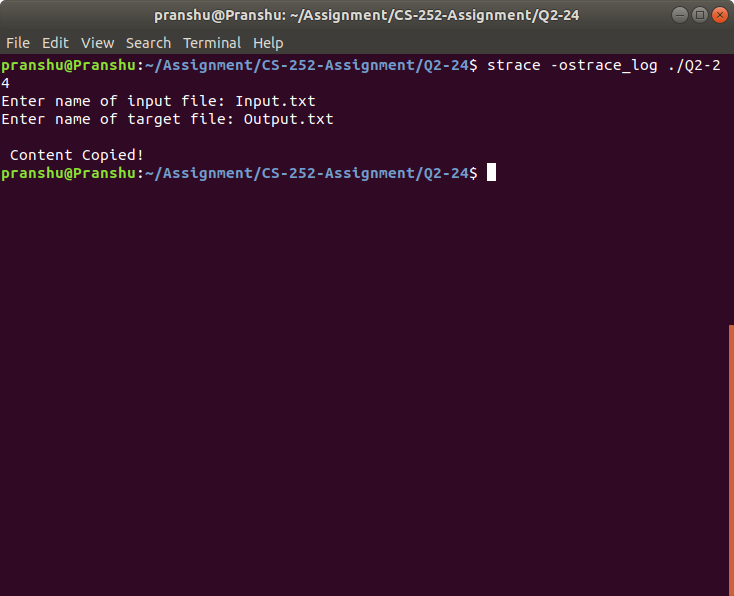 pranshu@Pranshu: ~/Assignment/CS-252-Assignment/Q2-24
File Edit View Search Terminal Help
pranshu@Pranshu:~/Assignment/CS-252-Assignment/Q2-24$ strace -ostrace_log ./Q2-2
4
Enter name of input file: Input.txt
Enter name of target file: Output.txt
Content Copied!
pranshu@Pranshu:~/Assignment/CS-252-Assignment/Q2-24$